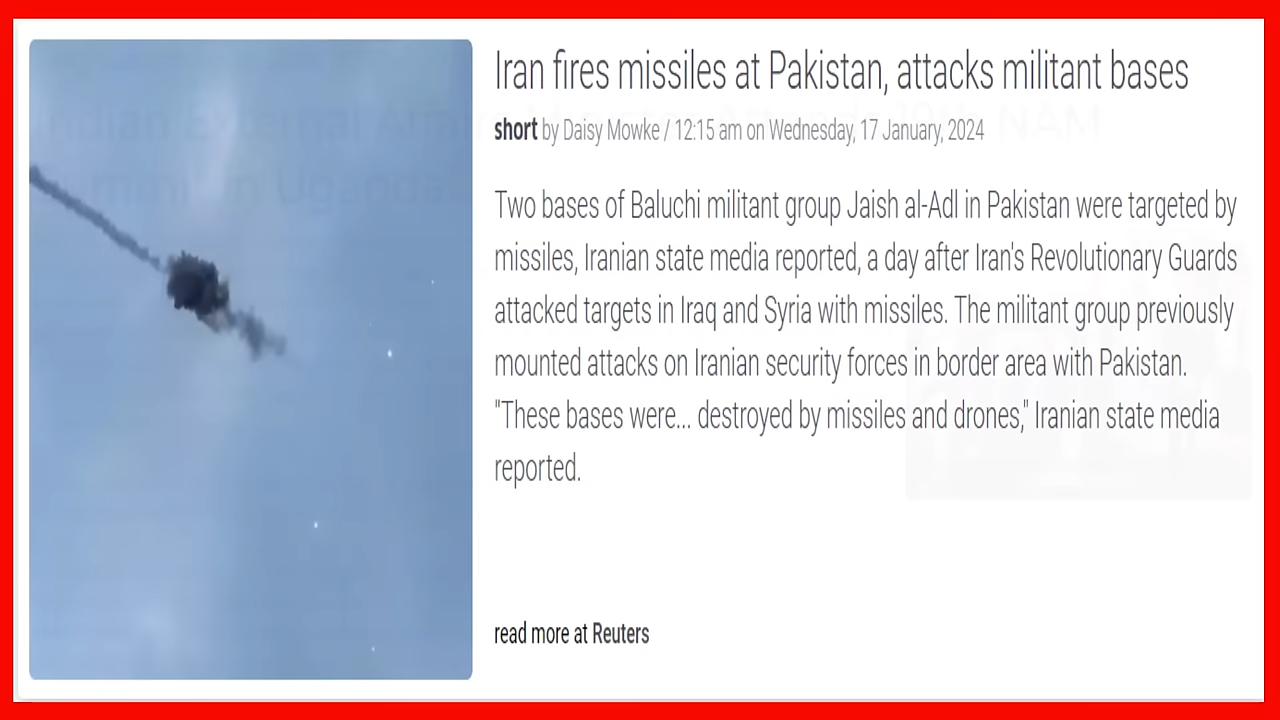 Iran fires missiles at Pakistan, attacks militant bases
short by Daisy Mowke / 12:15 am on Wednesday, 17 January, 2024
Two bases of Baluchi militant group Jaish al-Adl in Pakistan were targeted by
missiles, Iranian state media reported, a day after Iran's Revolutionary Guards
attacked targets in Iraq and Syria with missiles. The militant group previously
mounted attacks on Iranian security forces in border area with Pakistan.
"These bases were... destroyed by missiles and drones," Iranian state media
reported.
read more at Reuters